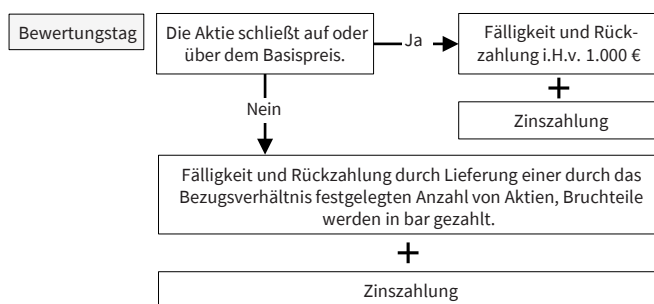 Bewertungstag
Die Aktie schließt auf oder
über dem Basispreis.
Ja
Fälligkeit und Rück-
zahlung i.H.v. 1.000 €
+
Zinszahlung
Nein
Fälligkeit und Rückzahlung durch Lieferung einer durch das
Bezugsverhältnis festgelegten Anzahl von Aktien, Bruchteile
werden in bar gezahlt.
+
Zinszahlung